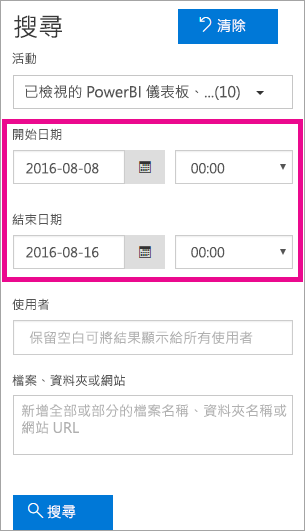 搜尋
清除
活動
已檢視的 PowerBI 儀表板、...(10)
開始日期
2016-08-08 00:00
結束日期
2016-08-16 00:00
使用者
保留空白可將結果顯示給所有使用者
檔案、資料夾或網站
新增全部或部分的檔案名稱、資料夾名稱或
網站 URL
搜尋